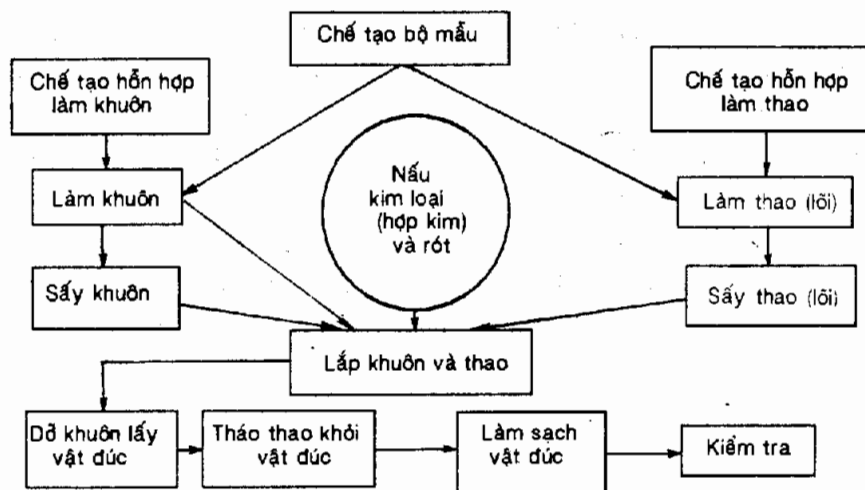 Chế tạo bộ mẫu
Chế tạo hỗn hợp
làm khuôn
Chế tạo hỗn hợp
làm thao
Nấu
kim loại
(hợp kim)
và rót
Làm khuôn
Làm thao (lõi)
Sấy khuôn
Sấy thao (lõi)
Lắp khuôn và thao
Dỡ khuôn lấy
vật đúc
Tháo thao khỏi
vật đúc
Làm sạch
vật đúc
Kiểm tra